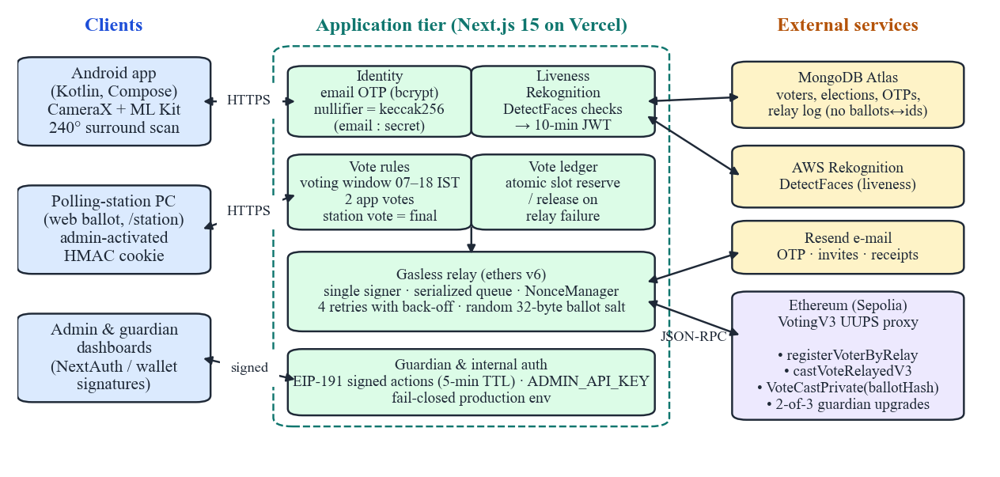 Clients
Application tier (Next.js 15 on Vercel)
External services
Android app
(Kotlin, Compose)
CameraX + ML Kit
240° surround scan
HTTPS
Identity
email OTP (bcrypt)
nullifier = keccak256
(email : secret)
Liveness
Rekognition
DetectFaces checks
→ 10-min JWT
MongoDB Atlas
voters, elections, OTPs,
relay log (no ballots↔ids)
Polling-station PC
(web ballot, /station)
admin-activated
HMAC cookie
HTTPS
Vote rules
voting window 07–18 IST
2 app votes
station vote = final
Vote ledger
atomic slot reserve
/ release on
relay failure
AWS Rekognition
DetectFaces (liveness)
Gasless relay (ethers v6)
single signer · serialized queue · NonceManager
4 retries with back-off · random 32-byte ballot salt
Resend e-mail
OTP · invites · receipts
Admin & guardian
dashboards
(NextAuth / wallet
signatures)
signed
Guardian & internal auth
EIP-191 signed actions (5-min TTL) · ADMIN_API_KEY
fail-closed production env
JSON-RPC
Ethereum (Sepolia)
VotingV3 UUPS proxy
• registerVoterByRelay
• castVoteRelayedV3
• VoteCastPrivate(ballotHash)
• 2-of-3 guardian upgrades